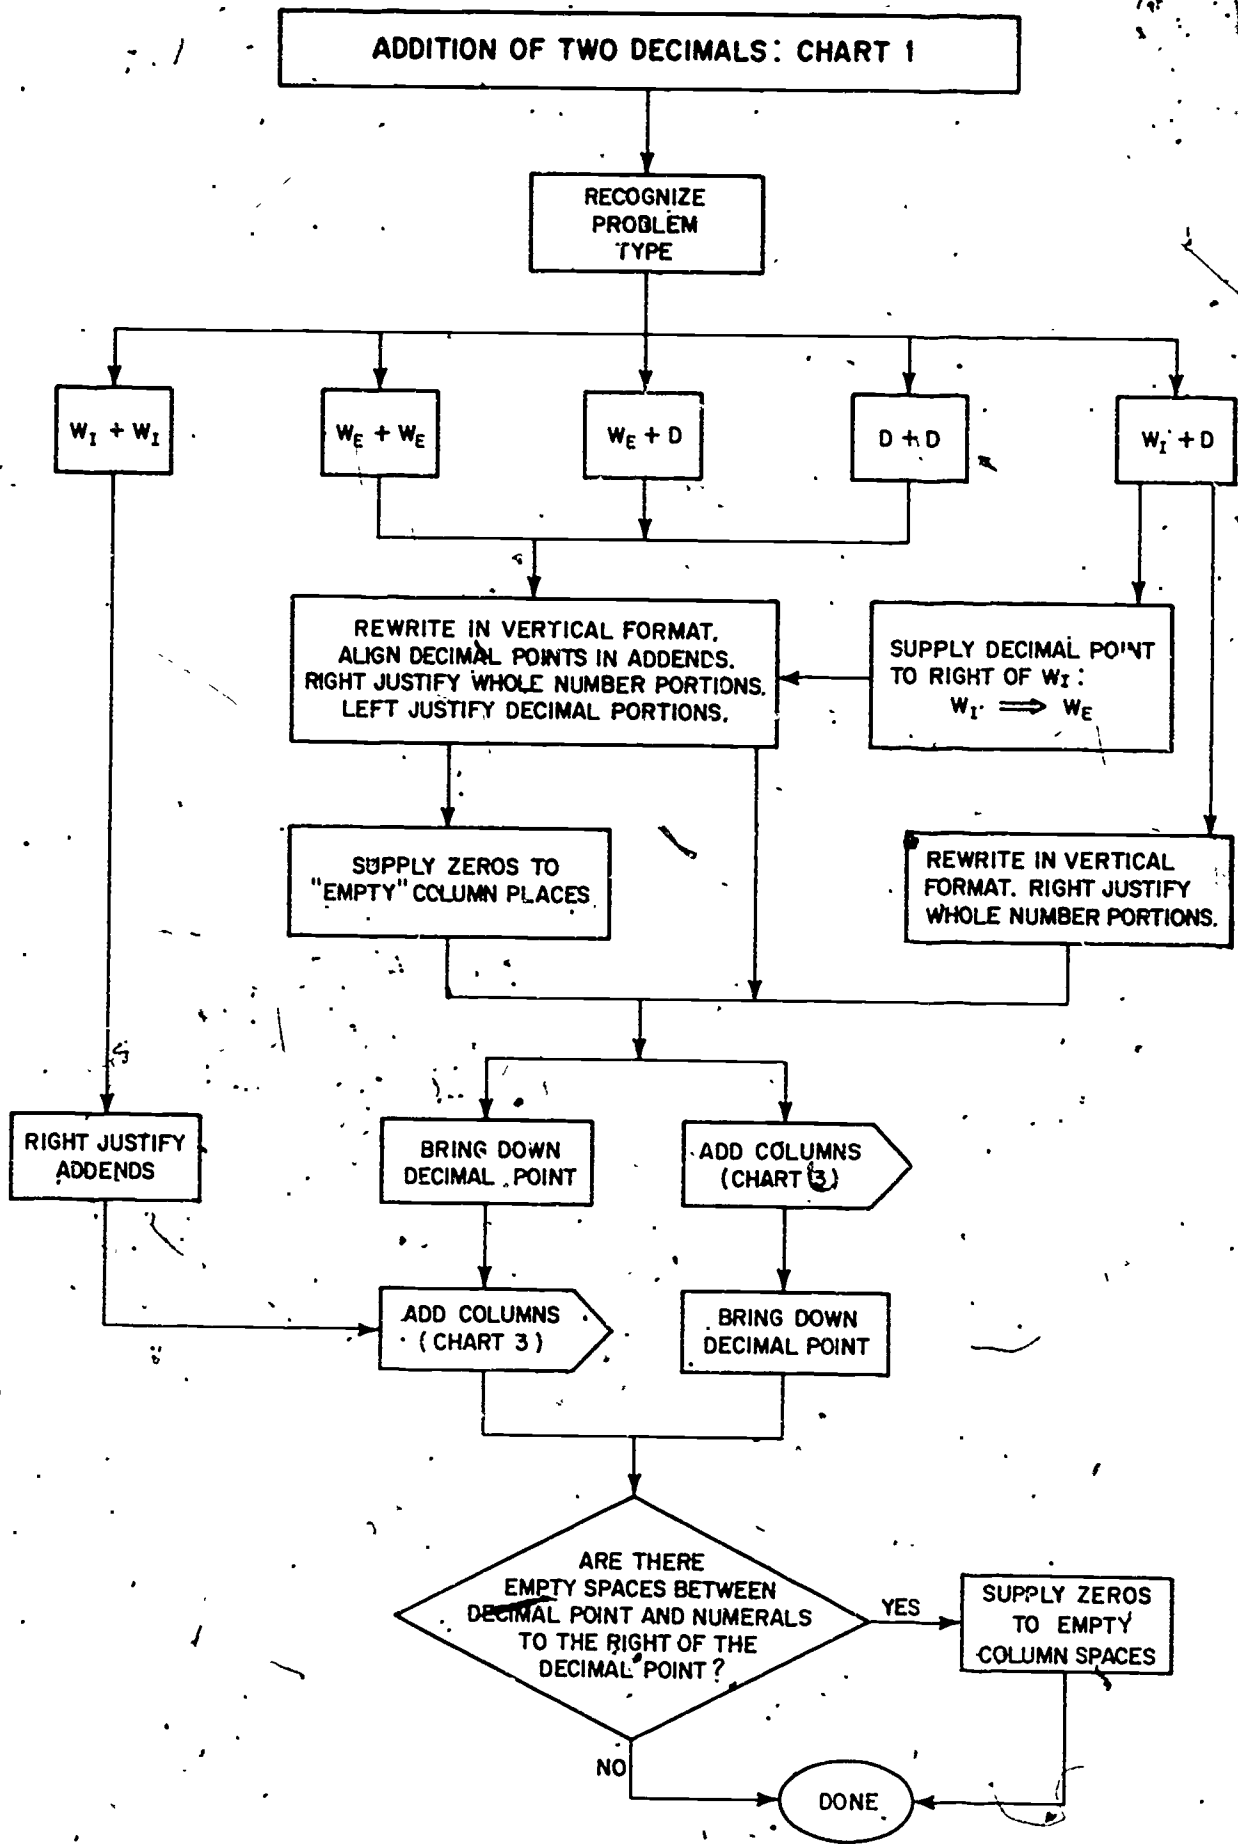 ADDITION OF TWO DECIMALS: CHART 1
RECOGNIZE
PROBLEM
TYPE
W_I + W_I
W_E + W_E
W_E + D
D + D
W_I + D
REWRITE IN VERTICAL FORMAT.
ALIGN DECIMAL POINTS IN ADDENDS.
RIGHT JUSTIFY WHOLE NUMBER PORTIONS.
LEFT JUSTIFY DECIMAL PORTIONS.
SUPPLY DECIMAL POINT
TO RIGHT OF W_I:
W_I. ⟹ W_E
SUPPLY ZEROS TO
"EMPTY" COLUMN PLACES
REWRITE IN VERTICAL
FORMAT. RIGHT JUSTIFY
WHOLE NUMBER PORTIONS.
RIGHT JUSTIFY
ADDENDS
BRING DOWN
DECIMAL POINT
ADD COLUMNS
(CHART 3)
ADD COLUMNS
(CHART 3)
BRING DOWN
DECIMAL POINT
ARE THERE
EMPTY SPACES BETWEEN
DECIMAL POINT AND NUMERALS
TO THE RIGHT OF THE
DECIMAL POINT?
YES
SUPPLY ZEROS
TO EMPTY
COLUMN SPACES
NO
DONE